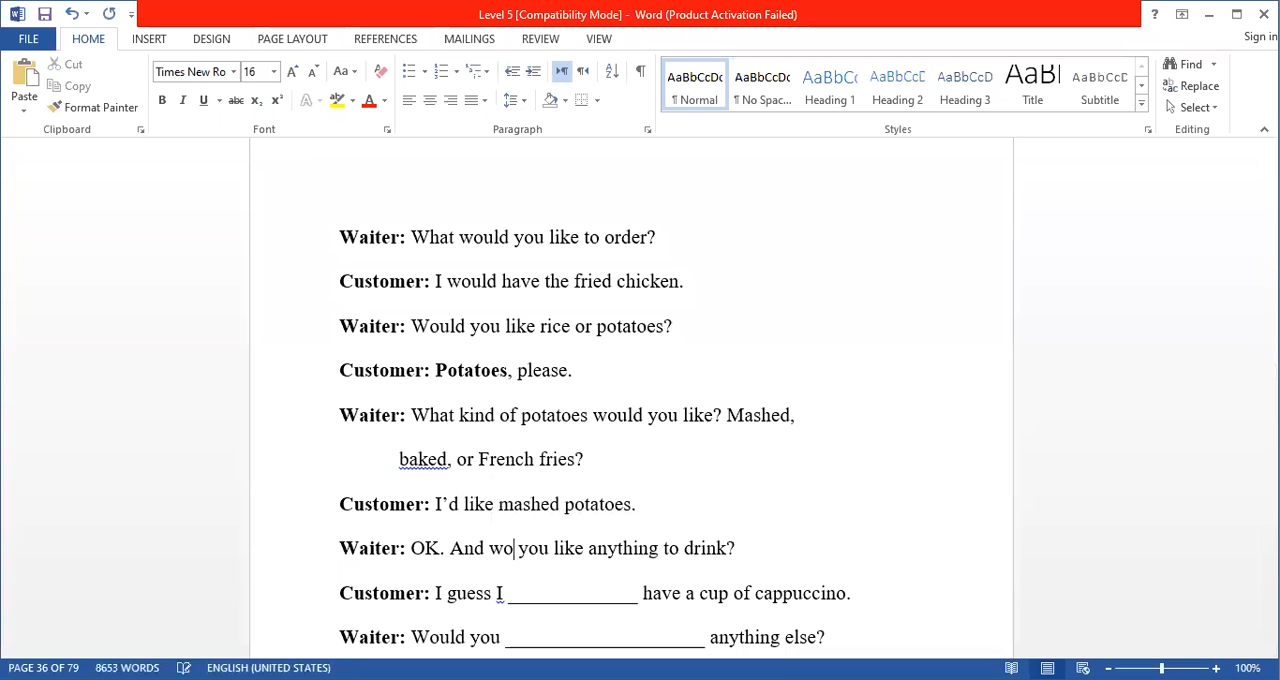 Level 5 [Compatibility Mode] - Word (Product Activation Failed)
?
FILE HOME INSERT DESIGN PAGE LAYOUT REFERENCES MAILINGS REVIEW VIEW Sign in
Paste
Cut
Copy
Format Painter
Clipboard
Times New Ro 16
Aa
B I U abc X₂ X²
A A
Font
Paragraph
AaBbCcDc AaBbCcDc AaBbCc AaBbCcD AaBbCcD AaBl AaBbCcD
¶ Normal ¶ No Spac... Heading 1 Heading 2 Heading 3 Title Subtitle
Styles
Find
Replace
Select
Editing
Waiter: What would you like to order?
Customer: I would have the fried chicken.
Waiter: Would you like rice or potatoes?
Customer: Potatoes, please.
Waiter: What kind of potatoes would you like? Mashed,
baked, or French fries?
Customer: I’d like mashed potatoes.
Waiter: OK. And wo you like anything to drink?
Customer: I guess I _____________ have a cup of cappuccino.
Waiter: Would you ____________________ anything else?
PAGE 36 OF 79 8653 WORDS ENGLISH (UNITED STATES) 100%